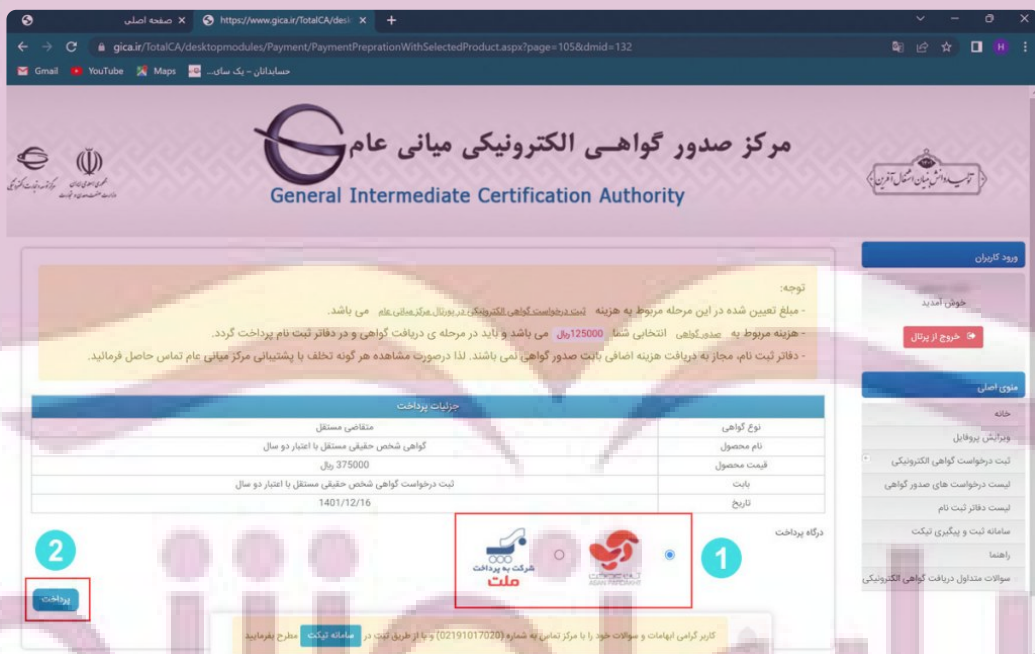 صفحه اصلی
https://www.gica.ir/TotalCA/desk
gica.ir/TotalCA/desktopmodules/Payment/PaymentPreprationWithSelectedProduct.aspx?page=105&dmid=132
H
Gmail
YouTube
Maps
حسابدانان – یک سای...
مرکز صدور گواهی الکترونیکی میانی عام
General Intermediate Certification Authority
ورود کاربران
خوش آمدید
خروج از پرتال
منوی اصلی
خانه
ویرایش پروفایل
ثبت درخواست گواهی الکترونیکی
لیست درخواست های صدور گواهی
لیست دفاتر ثبت نام
سامانه ثبت و پیگیری تیکت
راهنما
سوالات متداول دریافت گواهی الکترونیکی
توجه:
- مبلغ تعیین شده در این مرحله مربوط به هزینه ثبت درخواست گواهی الکترونیکی در پورتال مرکز میانی عام می باشد.
- هزینه مربوط به صدور گواهی انتخابی شما 125000ریال می باشد و باید در مرحله ی دریافت گواهی و در دفاتر ثبت نام پرداخت گردد.
- دفاتر ثبت نام، مجاز به دریافت هزینه اضافی بابت صدور گواهی نمی باشند. لذا درصورت مشاهده هر گونه تخلف با پشتیبانی مرکز میانی عام تماس حاصل فرمائید.
جزئیات پرداخت
نوع گواهی متقاضی مستقل
نام محصول گواهی شخص حقیقی مستقل با اعتبار دو سال
قیمت محصول 375000 ریال
بابت ثبت درخواست گواهی شخص حقیقی مستقل با اعتبار دو سال
تاریخ 1401/12/16
درگاه پرداخت
1
شرکت به پرداخت
ملت
2
پرداخت
کاربر گرامی ابهامات و سوالات خود را با مرکز تماس به شماره (02191017020) و یا از طریق ثبت در سامانه تیکت مطرح بفرمایید